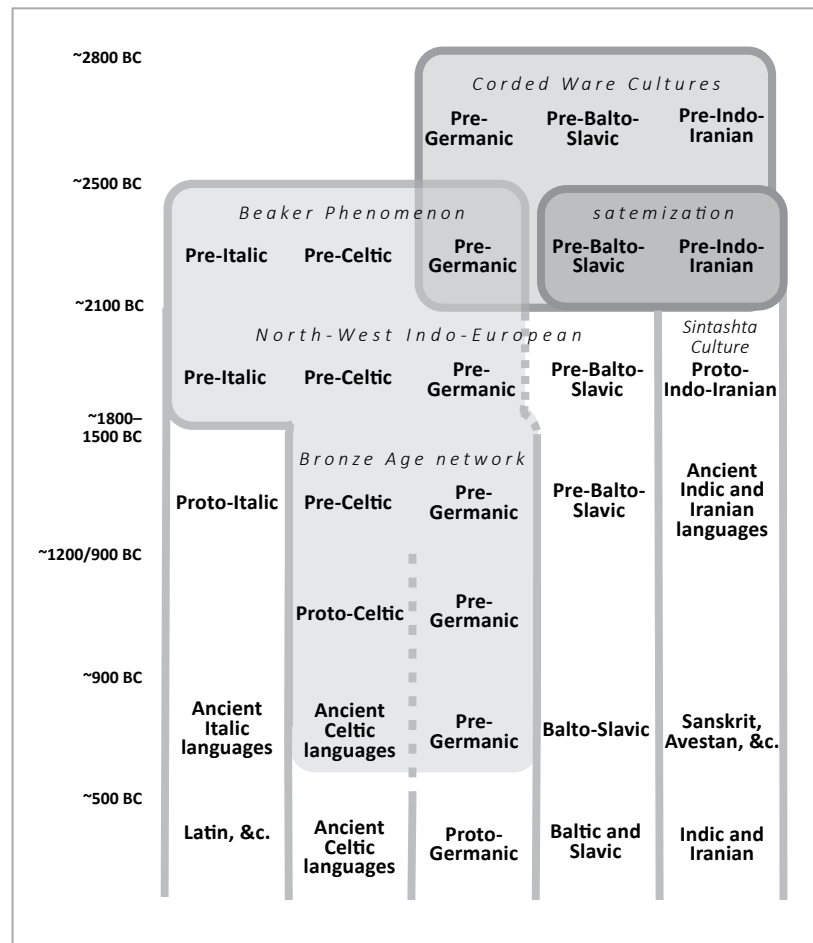 ~2800 BC
Corded Ware Cultures
Pre-
Germanic
Pre-Balto-
Slavic
Pre-Indo-
Iranian
~2500 BC
Beaker Phenomenon
satemization
Pre-Italic
Pre-Celtic
Pre-
Germanic
Pre-Balto-
Slavic
Pre-Indo-
Iranian
~2100 BC
North-West Indo-European
Sintashta
Culture
Pre-Italic
Pre-Celtic
Pre-
Germanic
Pre-Balto-
Slavic
Proto-
Indo-Iranian
~1800–
1500 BC
Bronze Age network
Proto-Italic
Pre-Celtic
Pre-
Germanic
Pre-Balto-
Slavic
Ancient
Indic and
Iranian
languages
~1200/900 BC
Proto-Celtic
Pre-
Germanic
~900 BC
Ancient
Italic
languages
Ancient
Celtic
languages
Pre-
Germanic
Balto-Slavic
Sanskrit,
Avestan, &c.
~500 BC
Latin, &c.
Ancient
Celtic
languages
Proto-
Germanic
Baltic and
Slavic
Indic and
Iranian